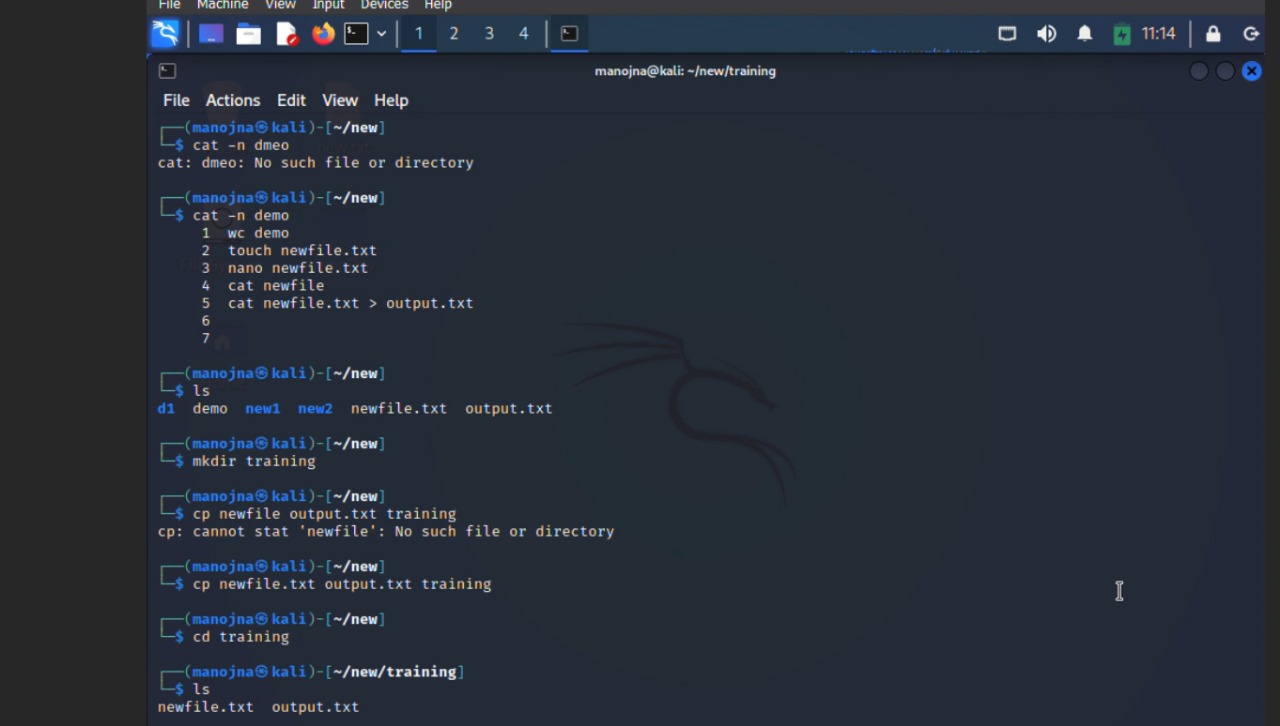 File Machine View Input Devices Help
1 2 3 4 11:14
manojna@kali: ~/new/training
File Actions Edit View Help
┌──(manojna㉿kali)-[~/new]
└─$ cat -n dmeo
cat: dmeo: No such file or directory
┌──(manojna㉿kali)-[~/new]
└─$ cat -n demo
1 wc demo
2 touch newfile.txt
3 nano newfile.txt
4 cat newfile
5 cat newfile.txt > output.txt
6
7
┌──(manojna㉿kali)-[~/new]
└─$ ls
d1 demo new1 new2 newfile.txt output.txt
┌──(manojna㉿kali)-[~/new]
└─$ mkdir training
┌──(manojna㉿kali)-[~/new]
└─$ cp newfile output.txt training
cp: cannot stat 'newfile': No such file or directory
┌──(manojna㉿kali)-[~/new]
└─$ cp newfile.txt output.txt training
┌──(manojna㉿kali)-[~/new]
└─$ cd training
┌──(manojna㉿kali)-[~/new/training]
└─$ ls
newfile.txt output.txt